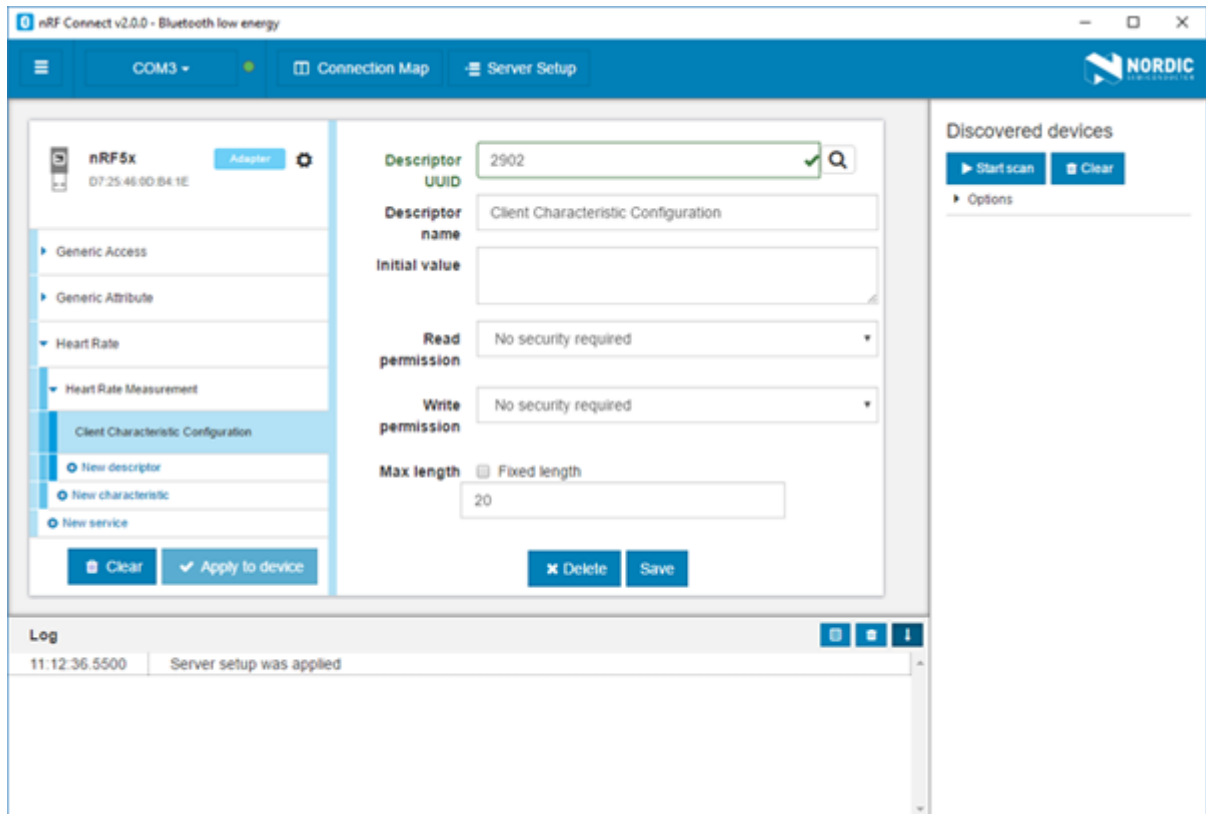 nRF Connect v2.0.0 - Bluetooth low energy
COM3
Connection Map
Server Setup
NORDIC
SEMICONDUCTOR
nRF5x
Adapter
D7:25:46:0D:B4:1E
Generic Access
Generic Attribute
Heart Rate
Heart Rate Measurement
Client Characteristic Configuration
New descriptor
New characteristic
New service
Clear
Apply to device
Descriptor
UUID
2902
Descriptor
name
Client Characteristic Configuration
Initial value
Read
permission
No security required
Write
permission
No security required
Max length
Fixed length
20
Delete
Save
Discovered devices
Start scan
Clear
Options
Log
11:12:36.5500 Server setup was applied